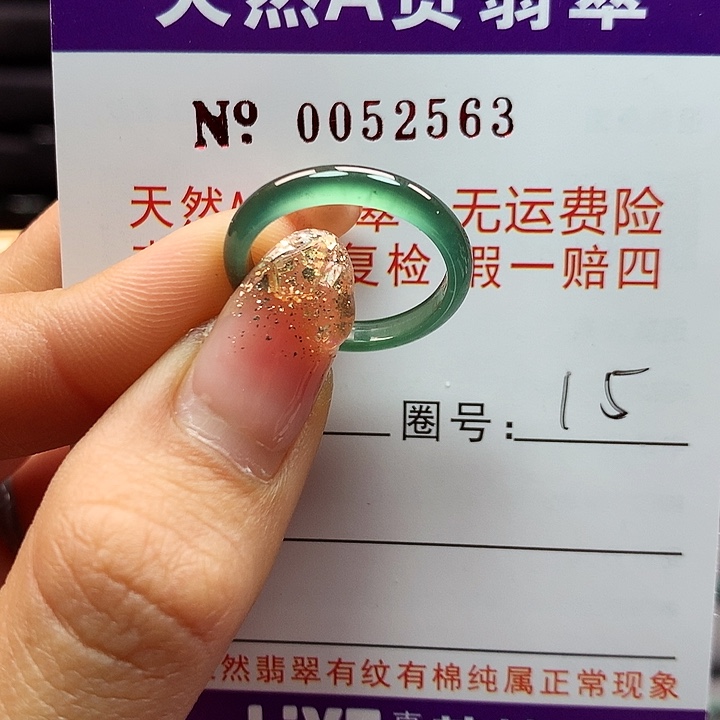 天然A货翡翠
Nº 0052563
天然A 翠 无运费险
复检 假一赔四
圈号: 15
然翡翠有纹有棉纯属正常现象